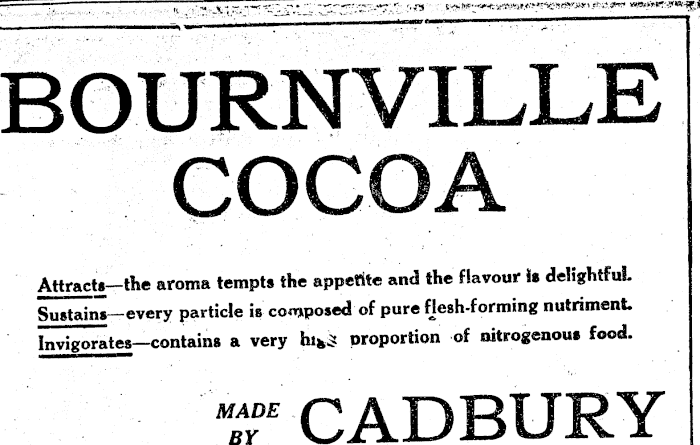 BOURNVILLE
COCOA
Attracts—the aroma tempts the appetite and the flavour is delightful.
Sustains—every particle is composed of pure flesh-forming nutriment.
Invigorates—contains a very proportion of nitrogenous food.
MADE
BY
CADBURY